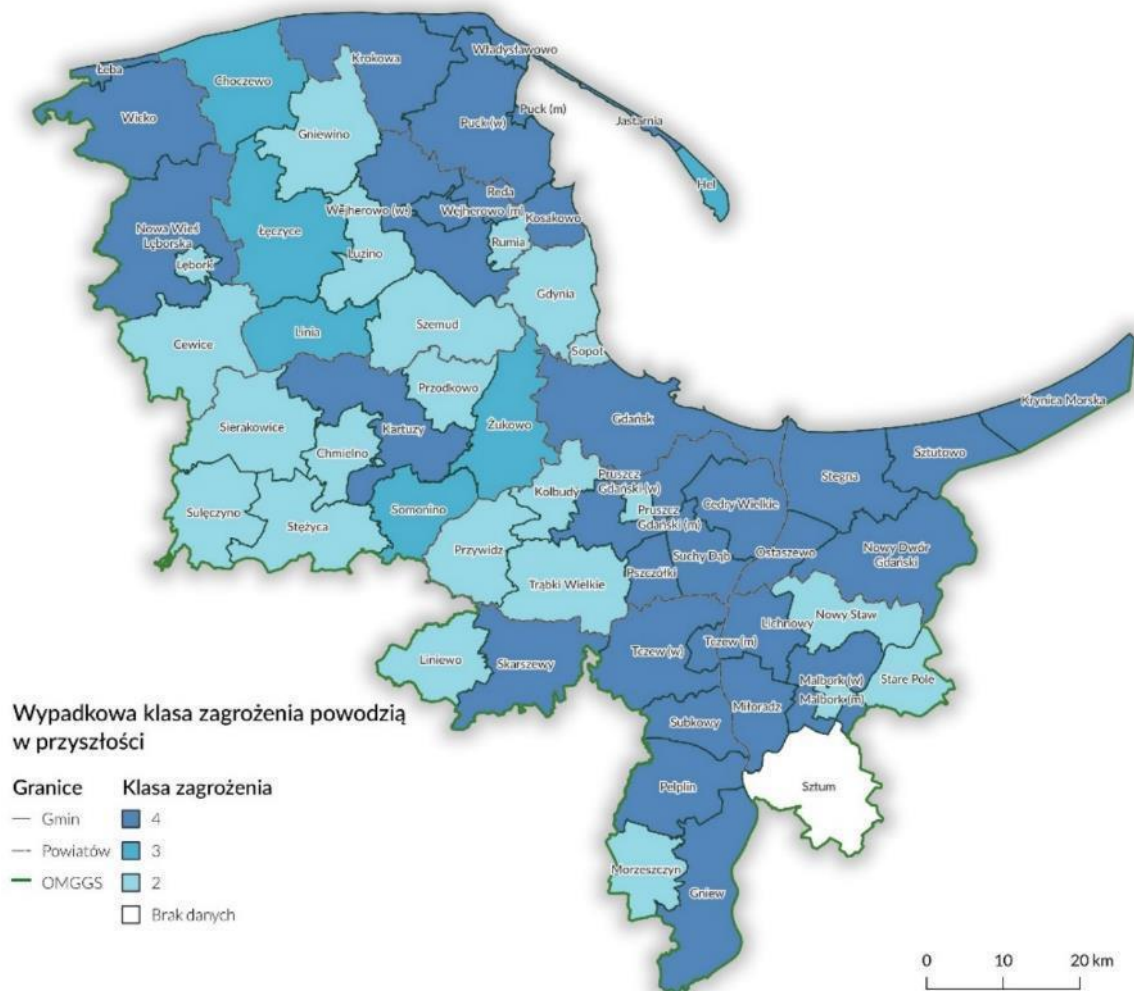 Łeba
Choczewo
Krokowa
Władysławowo
Wicko
Puck (m)
Puck (w)
Jastarnia
Gniewino
Hel
Reda
Wejherowo (w)
Wejherowo (m)
Kosakowo
Nowa Wieś
Lęborska
Łęczyce
Rumia
Luzino
Lębork
Gdynia
Szemud
Linia
Cewice
Sopot
Przodkowo
Krynica Morska
Gdańsk
Sierakowice
Kartuzy
Żukowo
Chmielno
Sztutowo
Stegna
Kolbudy
Pruszcz
Gdański (w)
Cedry Wielkie
Somonino
Sulęczyno
Stężyca
Pruszcz
Gdański (m)
Przywidz
Suchy Dąb
Ostaszewo
Nowy Dwór
Gdański
Pszczółki
Trąbki Wielkie
Nowy Staw
Lichnowy
Tczew (m)
Tczew (w)
Liniewo
Skarszewy
Malbork (w)
Stare Pole
Malbork (m)
Miłoradz
Subkowy
Pelplin
Sztum
Morzeszczyn
Gniew
Wypadkowa klasa zagrożenia powodzią
w przyszłości
Granice Klasa zagrożenia
Gmin 4
Powiatów 3
OMGGS 2
Brak danych
0 10 20 km